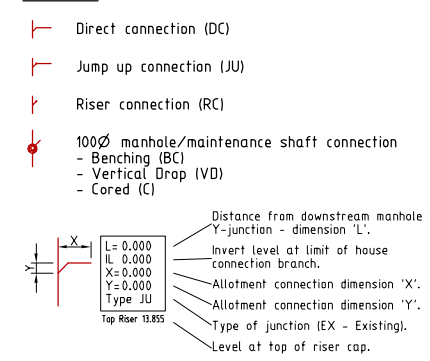 Direct connection (DC)
Jump up connection (JU)
Riser connection (RC)
100Ø manhole/maintenance shaft connection
- Benching (BC)
- Vertical Drop (VD)
- Cored (C)
Distance from downstream manhole
Y-junction - dimension 'L'.
Invert level at limit of house
connection branch.
Allotment connection dimension 'X'.
Allotment connection dimension 'Y'.
Type of junction (EX - Existing).
Level at top of riser cap.
X
Y
L= 0.000
IL 0.000
X=0.000
Y=0.000
Type JU
Top Riser 13.855